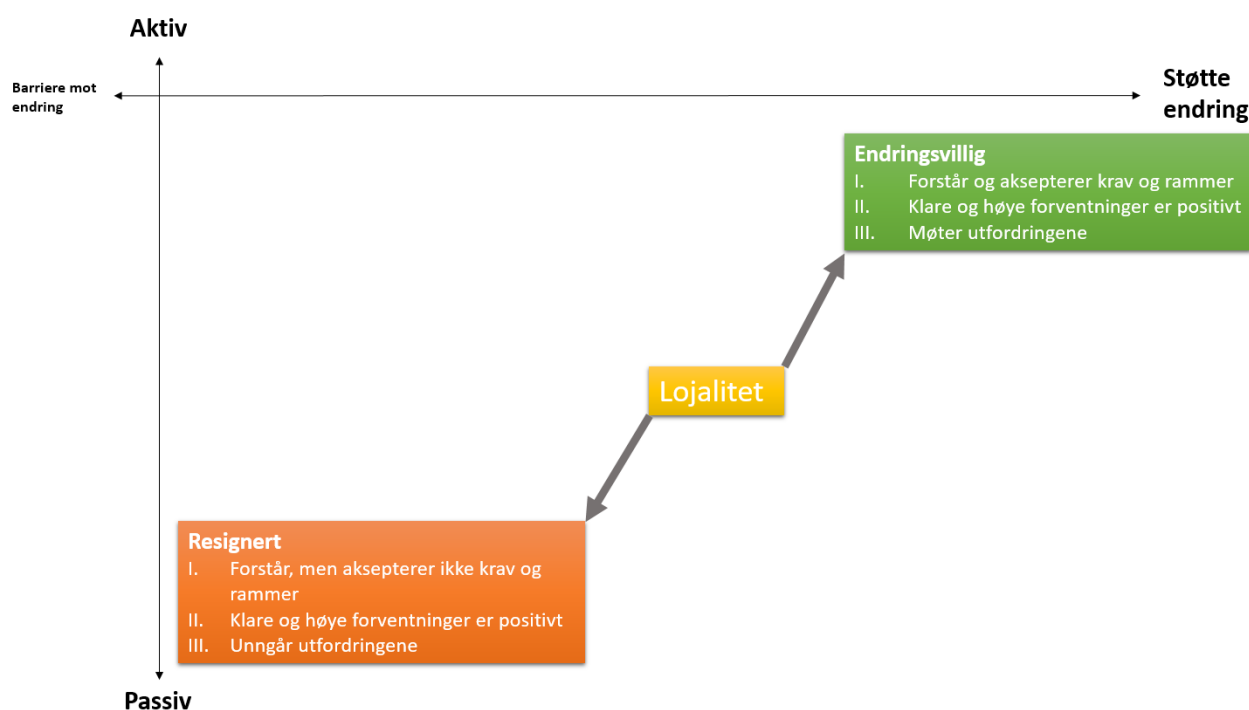 Aktiv
Barriere mot
endring
Støtte
endring
Endringsvillig
I. Forstår og aksepterer krav og rammer
II. Klare og høye forventninger er positivt
III. Møter utfordringene
Lojalitet
Resignert
I. Forstår, men aksepterer ikke krav og
rammer
II. Klare og høye forventninger er positivt
III. Unngår utfordringene
Passiv